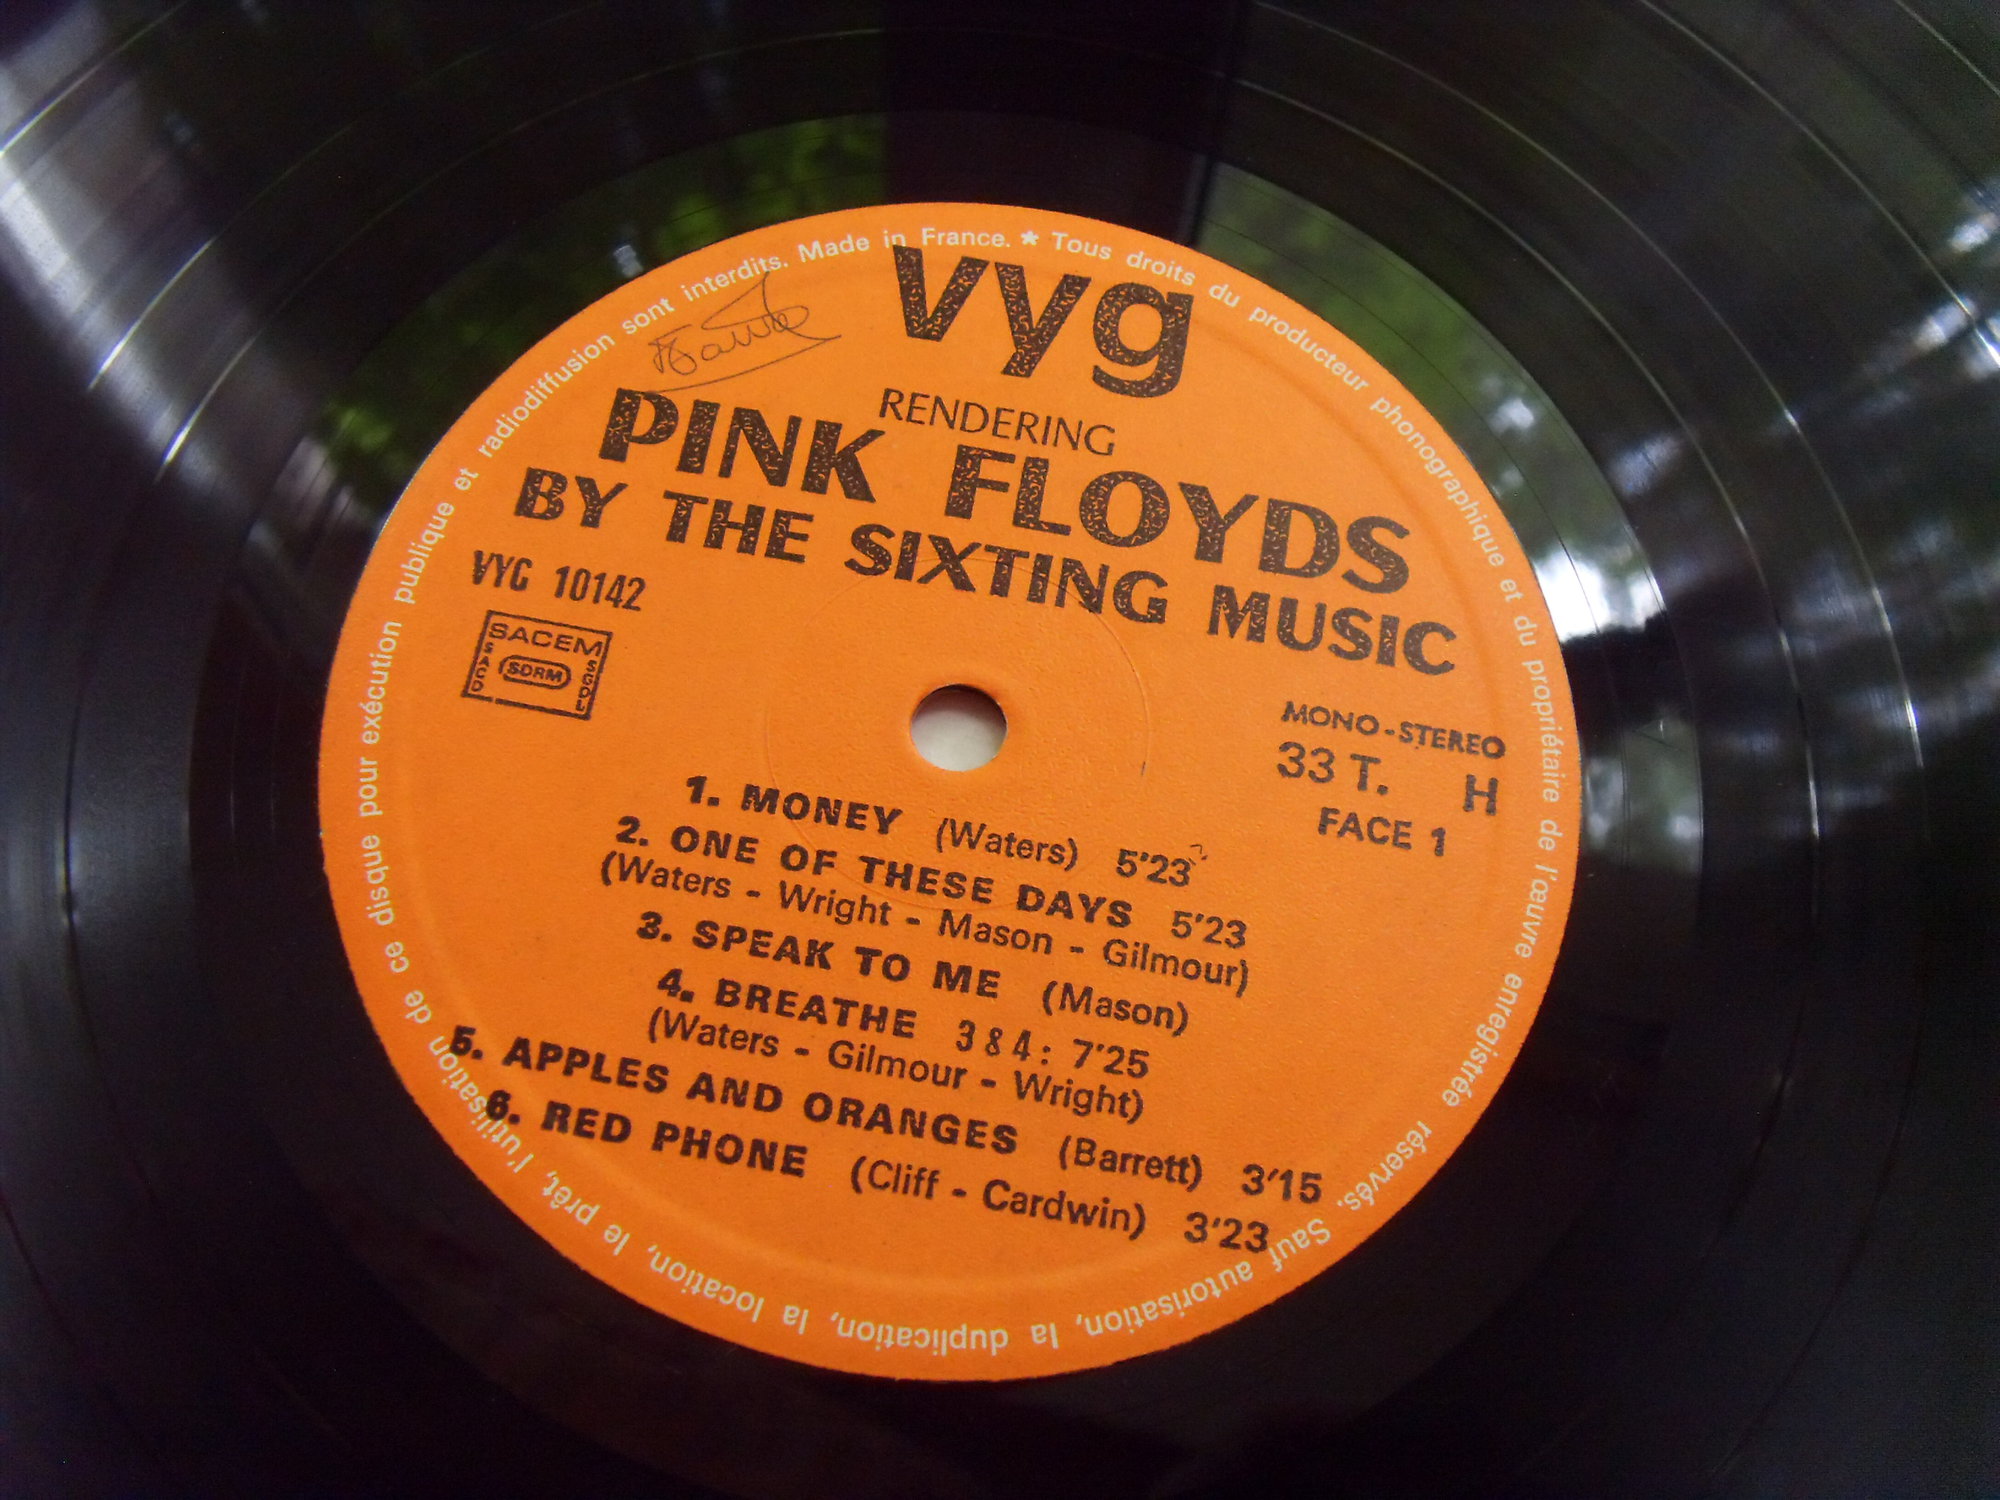 vyg
RENDERING
PINK FLOYDS
BY THE SIXTING MUSIC
VYC 10142
SACEM
SACD
SDRM
SGDL
MONO-STEREO
33 T. H
FACE 1
1. MONEY (Waters) 5'23
2. ONE OF THESE DAYS 5'23
(Waters - Wright - Mason - Gilmour)
3. SPEAK TO ME (Mason)
4. BREATHE 3 & 4: 7'25
(Waters - Gilmour - Wright)
5. APPLES AND ORANGES (Barrett) 3'15
6. RED PHONE (Cliff - Cardwin) 3'23
★ Tous droits du producteur phonographique et du propriétaire de l'œuvre enregistrée réservés. Sauf autorisation, la duplication, la location, le prêt, l'utilisation de ce disque pour exécution publique et radiodiffusion sont interdits. Made in France.